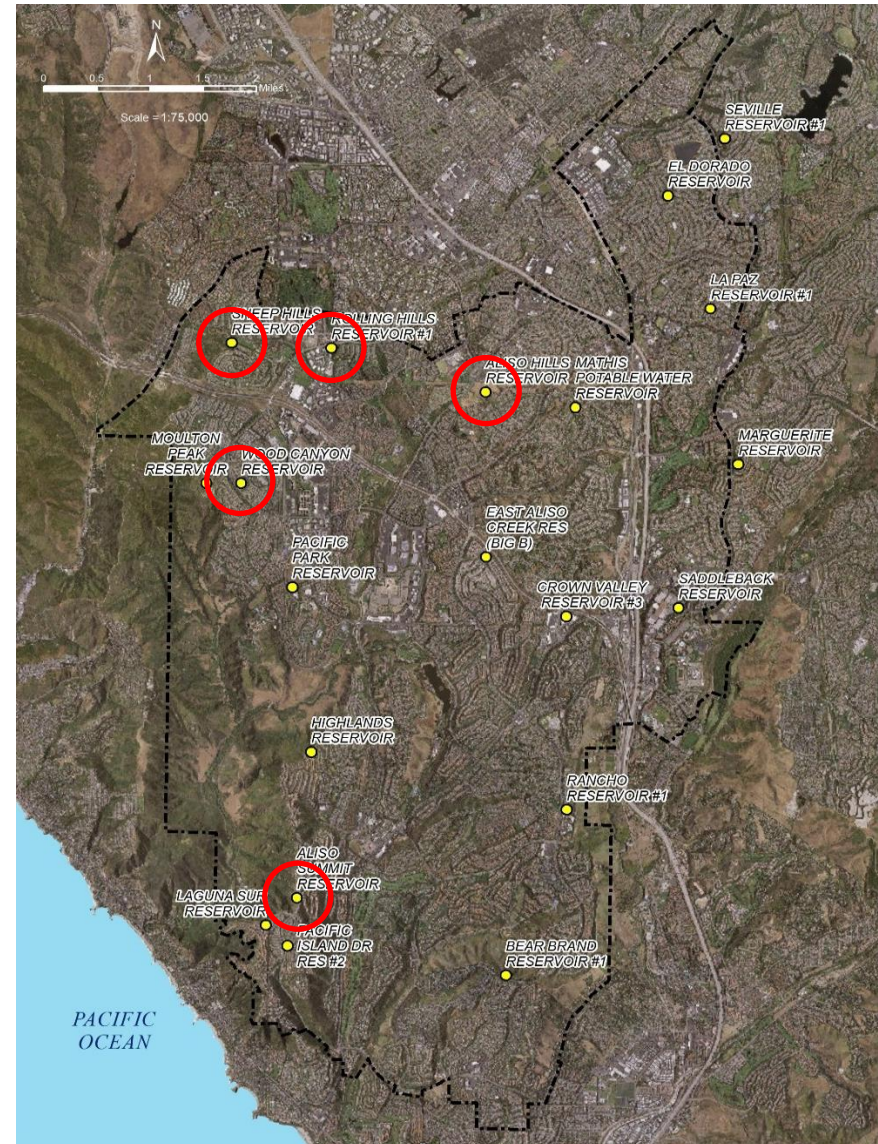 N
0 0.5 1 1.5 2
Miles
Scale = 1:75,000
SEVILLE
RESERVOIR #1
EL DORADO
RESERVOIR
LA PAZ
RESERVOIR #1
SHEEP HILLS
RESERVOIR
ROLLING HILLS
RESERVOIR #1
ALISO HILLS
RESERVOIR
MATHIS
POTABLE WATER
RESERVOIR
MOULTON
PEAK
RESERVOIR
WOOD CANYON
RESERVOIR
MARGUERITE
RESERVOIR
EAST ALISO
CREEK RES
(BIG B)
PACIFIC
PARK
RESERVOIR
CROWN VALLEY
RESERVOIR #3
SADDLEBACK
RESERVOIR
HIGHLANDS
RESERVOIR
RANCHO
RESERVOIR #1
ALISO
SUMMIT
RESERVOIR
LAGUNA SUR
RESERVOIR
PACIFIC
ISLAND DR
RES #2
BEAR BRAND
RESERVOIR #1
PACIFIC
OCEAN